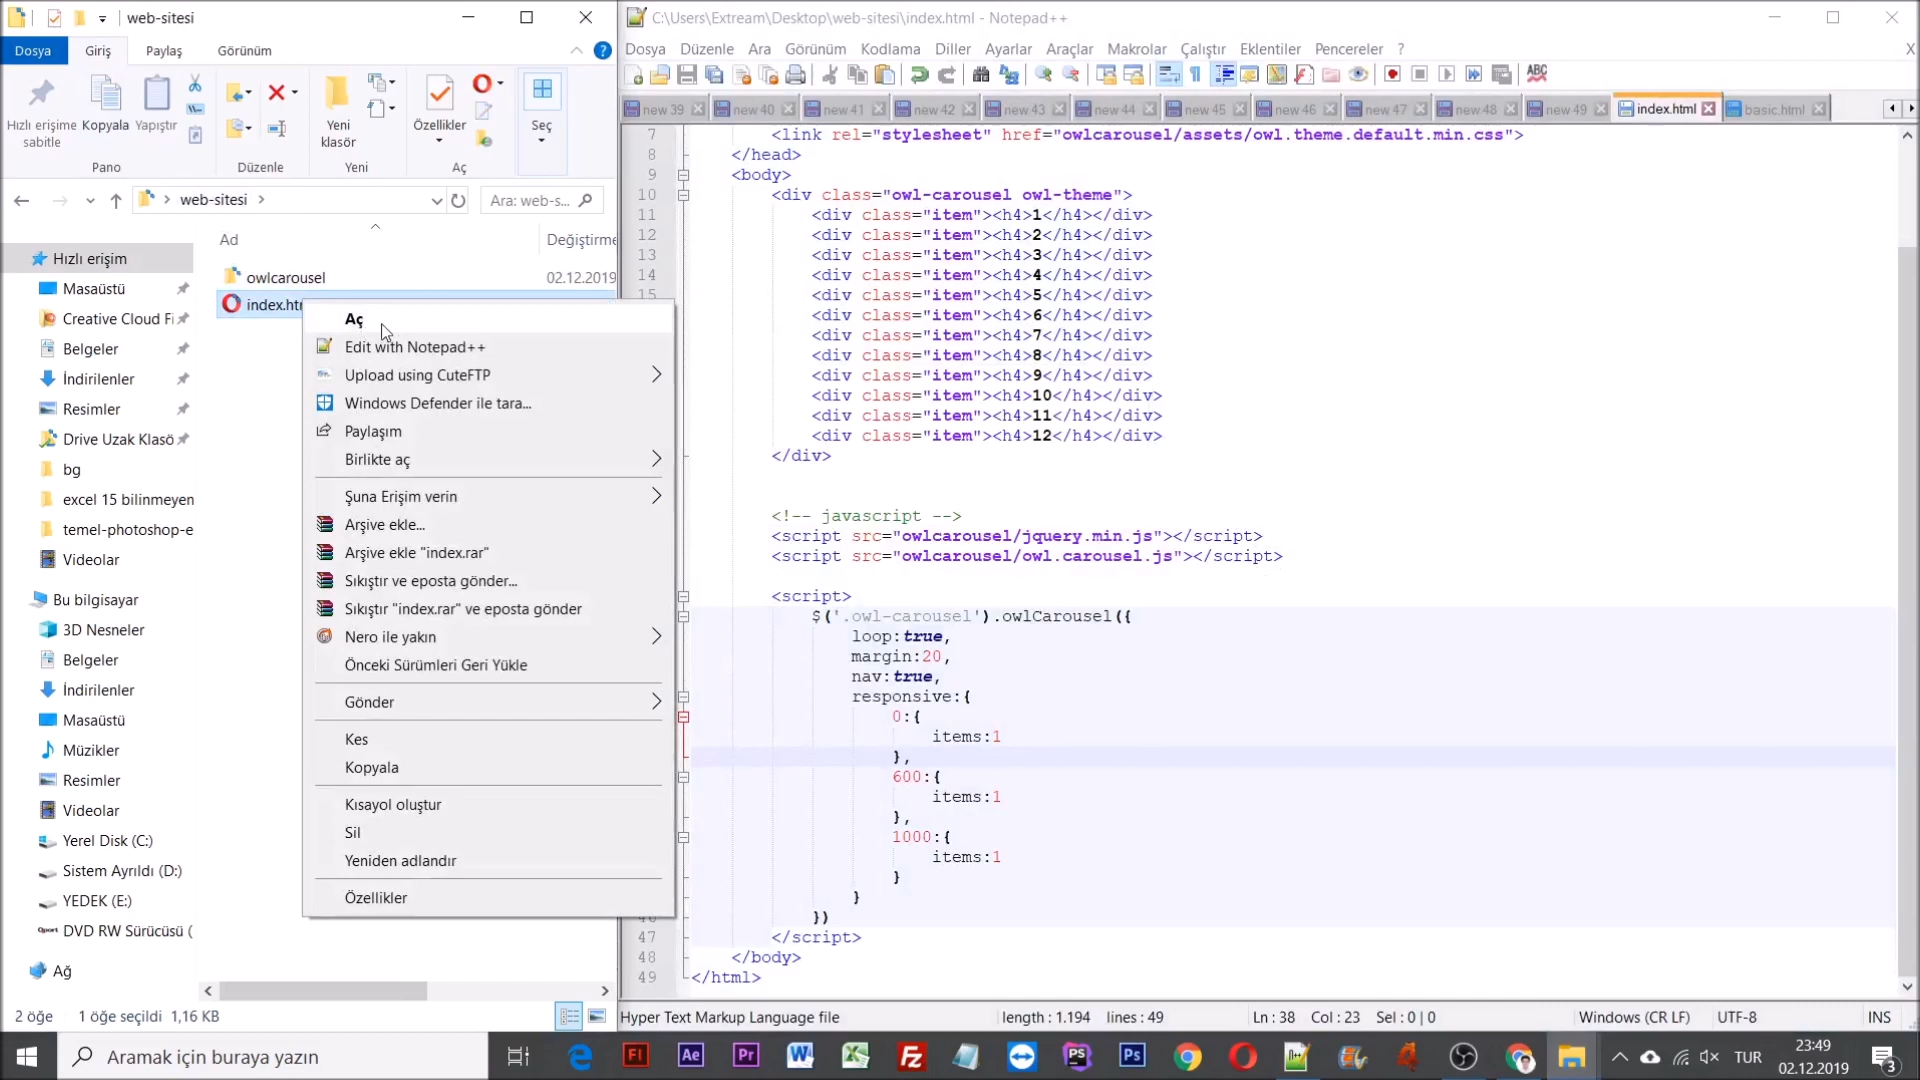 web-sitesi
Dosya
Giriş
Paylaş
Görünüm
Hızlı erişime
sabitle
Kopyala
Yapıştır
Yeni
klasör
Özellikler
Seç
Pano
Düzenle
Yeni
Aç
web-sitesi
Ara: web-s...
Ad
Değiştirme
Hızlı erişim
Masaüstü
Creative Cloud Fi
Belgeler
İndirilenler
Resimler
Drive Uzak Klasö
bg
excel 15 bilinmeyen
temel-photoshop-e
Videolar
Bu bilgisayar
3D Nesneler
Belgeler
İndirilenler
Masaüstü
Müzikler
Resimler
Videolar
Yerel Disk (C:)
Sistem Ayrıldı (D:)
YEDEK (E:)
DVD RW Sürücüsü (
Ağ
owlcarousel
02.12.2019
index.htm
Aç
Edit with Notepad++
Upload using CuteFTP
Windows Defender ile tara...
Paylaşım
Birlikte aç
Şuna Erişim verin
Arşive ekle...
Arşive ekle "index.rar"
Sıkıştır ve eposta gönder...
Sıkıştır "index.rar" ve eposta gönder
Nero ile yakın
Önceki Sürümleri Geri Yükle
Gönder
Kes
Kopyala
Kısayol oluştur
Sil
Yeniden adlandır
Özellikler
2 öğe
1 öğe seçildi 1,16 KB
C:\Users\Extream\Desktop\web-sitesi\index.html - Notepad++
Dosya Düzenle Ara Görünüm Kodlama Diller Ayarlar Araçlar Makrolar Çalıştır Eklentiler Pencereler ?
X
new 39 new 40 new 41 new 42 new 43 new 44 new 45 new 46 new 47 new 48 new 49 index.html basic.html
7 <link rel="stylesheet" href="owlcarousel/assets/owl.theme.default.min.css">
8 </head>
9 <body>
10 <div class="owl-carousel owl-theme">
11 <div class="item"><h4>1</h4></div>
12 <div class="item"><h4>2</h4></div>
13 <div class="item"><h4>3</h4></div>
14 <div class="item"><h4>4</h4></div>
15 <div class="item"><h4>5</h4></div>
<div class="item"><h4>6</h4></div>
<div class="item"><h4>7</h4></div>
<div class="item"><h4>8</h4></div>
<div class="item"><h4>9</h4></div>
<div class="item"><h4>10</h4></div>
<div class="item"><h4>11</h4></div>
<div class="item"><h4>12</h4></div>
</div>
<!-- javascript -->
<script src="owlcarousel/jquery.min.js"></script>
<script src="owlcarousel/owl.carousel.js"></script>
<script>
$('.owl-carousel').owlCarousel({
loop:true,
margin:20,
nav:true,
responsive:{
0:{
items:1
},
600:{
items:1
},
1000:{
items:1
}
}
46 })
47 </script>
48 </body>
49 </html>
Hyper Text Markup Language file
length : 1.194 lines : 49
Ln : 38 Col : 23 Sel : 0 | 0
Windows (CR LF)
UTF-8
INS
Aramak için buraya yazın
TUR
23:49
02.12.2019
3